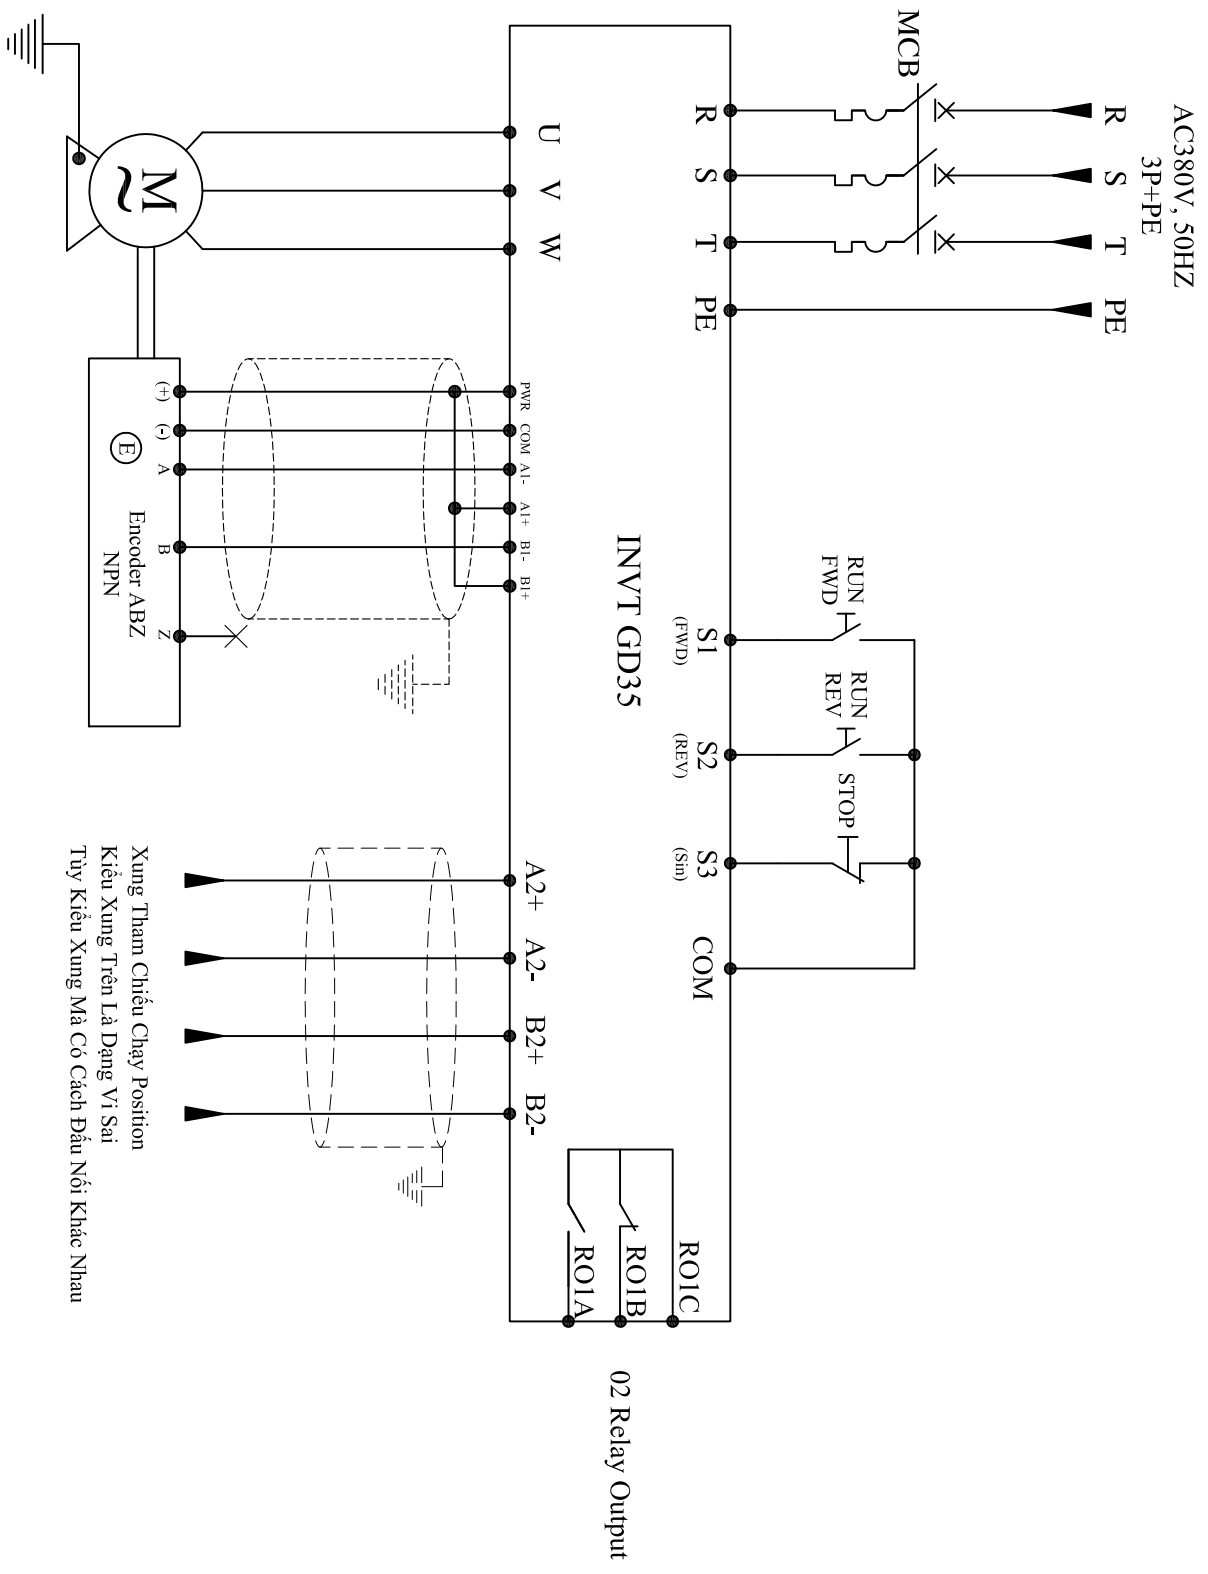 AC380V, 50HZ
3P+PE
R
S
T
PE
MCB
R
S
T
PE
RUN
FWD
RUN
REV
STOP
S1
(FWD)
S2
(REV)
S3
(Sin)
COM
INVT GD35
RO1C
RO1B
RO1A
02 Relay Output
U
V
W
PWR
COM
A1-
A1+
B1-
B1+
A2+
A2-
B2+
B2-
M
~
(+)
(-)
A
B
Z
E
Encoder ABZ
NPN
Xung Tham Chiếu Chạy Position
Kiểu Xung Trên Là Dạng Vi Sai
Tùy Kiểu Xung Mà Có Cách Đấu Nối Khác Nhau